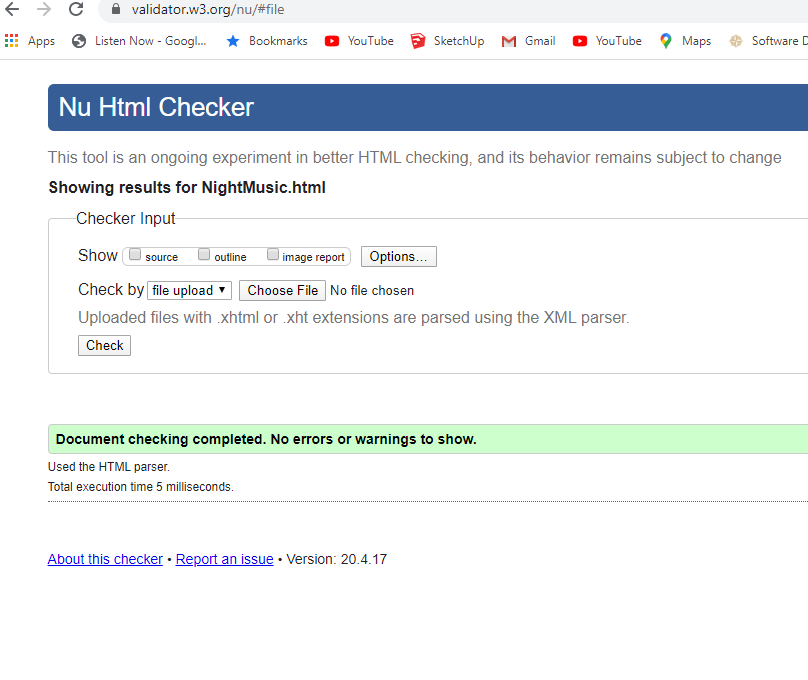 validator.w3.org/nu/#file
Apps Listen Now - Googl... Bookmarks YouTube SketchUp Gmail YouTube Maps Software D
Nu Html Checker
This tool is an ongoing experiment in better HTML checking, and its behavior remains subject to change
Showing results for NightMusic.html
Checker Input
Show source outline image report Options...
Check by file upload Choose File No file chosen
Uploaded files with .xhtml or .xht extensions are parsed using the XML parser.
Check
Document checking completed. No errors or warnings to show.
Used the HTML parser.
Total execution time 5 milliseconds.
About this checker • Report an issue • Version: 20.4.17